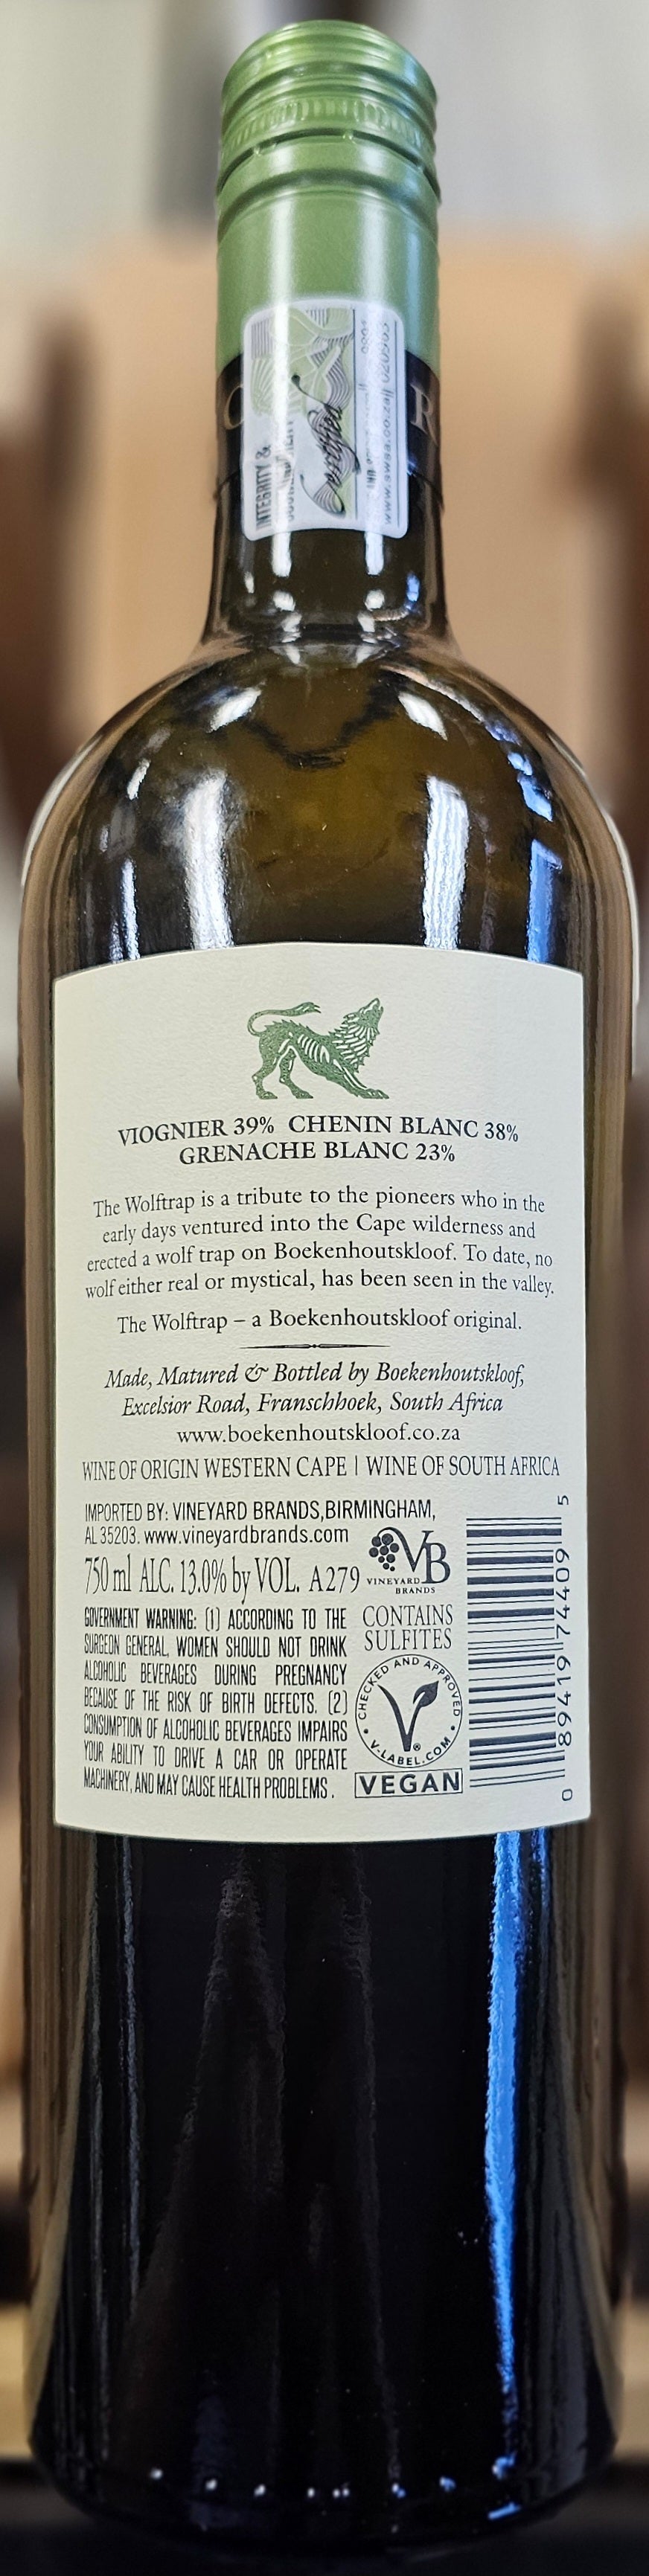 INTEGRITY &
www.swsa.co.za
VIOGNIER 39% CHENIN BLANC 38%
GRENACHE BLANC 23%
The Wolftrap is a tribute to the pioneers who in the
early days ventured into the Cape wilderness and
erected a wolf trap on Boekenhoutskloof. To date, no
wolf either real or mystical, has been seen in the valley.
The Wolftrap – a Boekenhoutskloof original.
Made, Matured & Bottled by Boekenhoutskloof,
Excelsior Road, Franschhoek, South Africa
www.boekenhoutskloof.co.za
WINE OF ORIGIN WESTERN CAPE | WINE OF SOUTH AFRICA
IMPORTED BY: VINEYARD BRANDS,BIRMINGHAM,
AL 35203. www.vineyardbrands.com
VB
VINEYARD
BRANDS
750 ml ALC. 13.0% by VOL. A279
GOVERNMENT WARNING: (1) ACCORDING TO THE
SURGEON GENERAL, WOMEN SHOULD NOT DRINK
ALCOHOLIC BEVERAGES DURING PREGNANCY
BECAUSE OF THE RISK OF BIRTH DEFECTS. (2)
CONSUMPTION OF ALCOHOLIC BEVERAGES IMPAIRS
YOUR ABILITY TO DRIVE A CAR OR OPERATE
MACHINERY, AND MAY CAUSE HEALTH PROBLEMS.
CONTAINS
SULFITES
CHECKED AND APPROVED
• V-LABEL.COM •
VEGAN
0 89419 74409 5